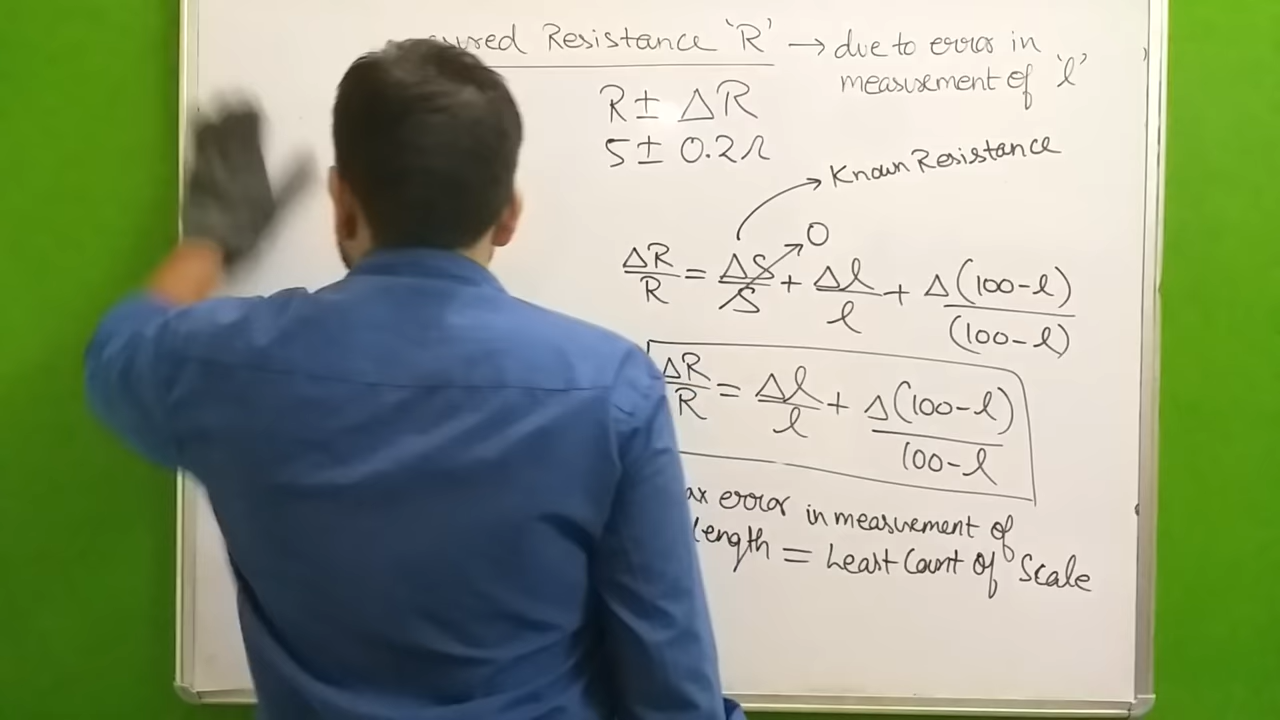 Resistance 'R' → due to error in
measurement of 'l'
R ± ΔR
5 ± 0.2Ω
Known Resistance
0
ΔR/R = ΔS/S + Δl/l + Δ(100-l)/(100-l)
ΔR/R = Δl/l + Δ(100-l)/100-l
error in measurement of
length = Least Count of Scale